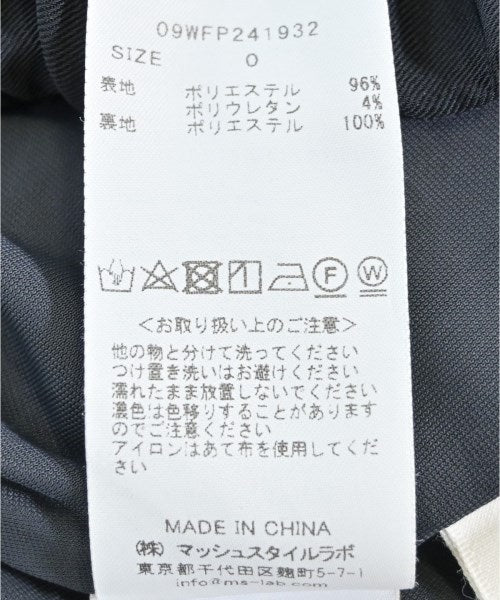 09WFP241932
SIZE 0
表地 ポリエステル 96%
ポリウレタン 4%
裏地 ポリエステル 100%
F W
<お取り扱い上のご注意>
他の物と分けて洗ってください
つけ置き洗いはお避けください
濡れたまま放置しないでください
濃色は色移りすることがあります
のでご注意ください
アイロンはあて布を使用してくださ
い
MADE IN CHINA
(株) マッシュスタイルラボ
東京都千代田区麹町5-7-1
info@ms-lab.com